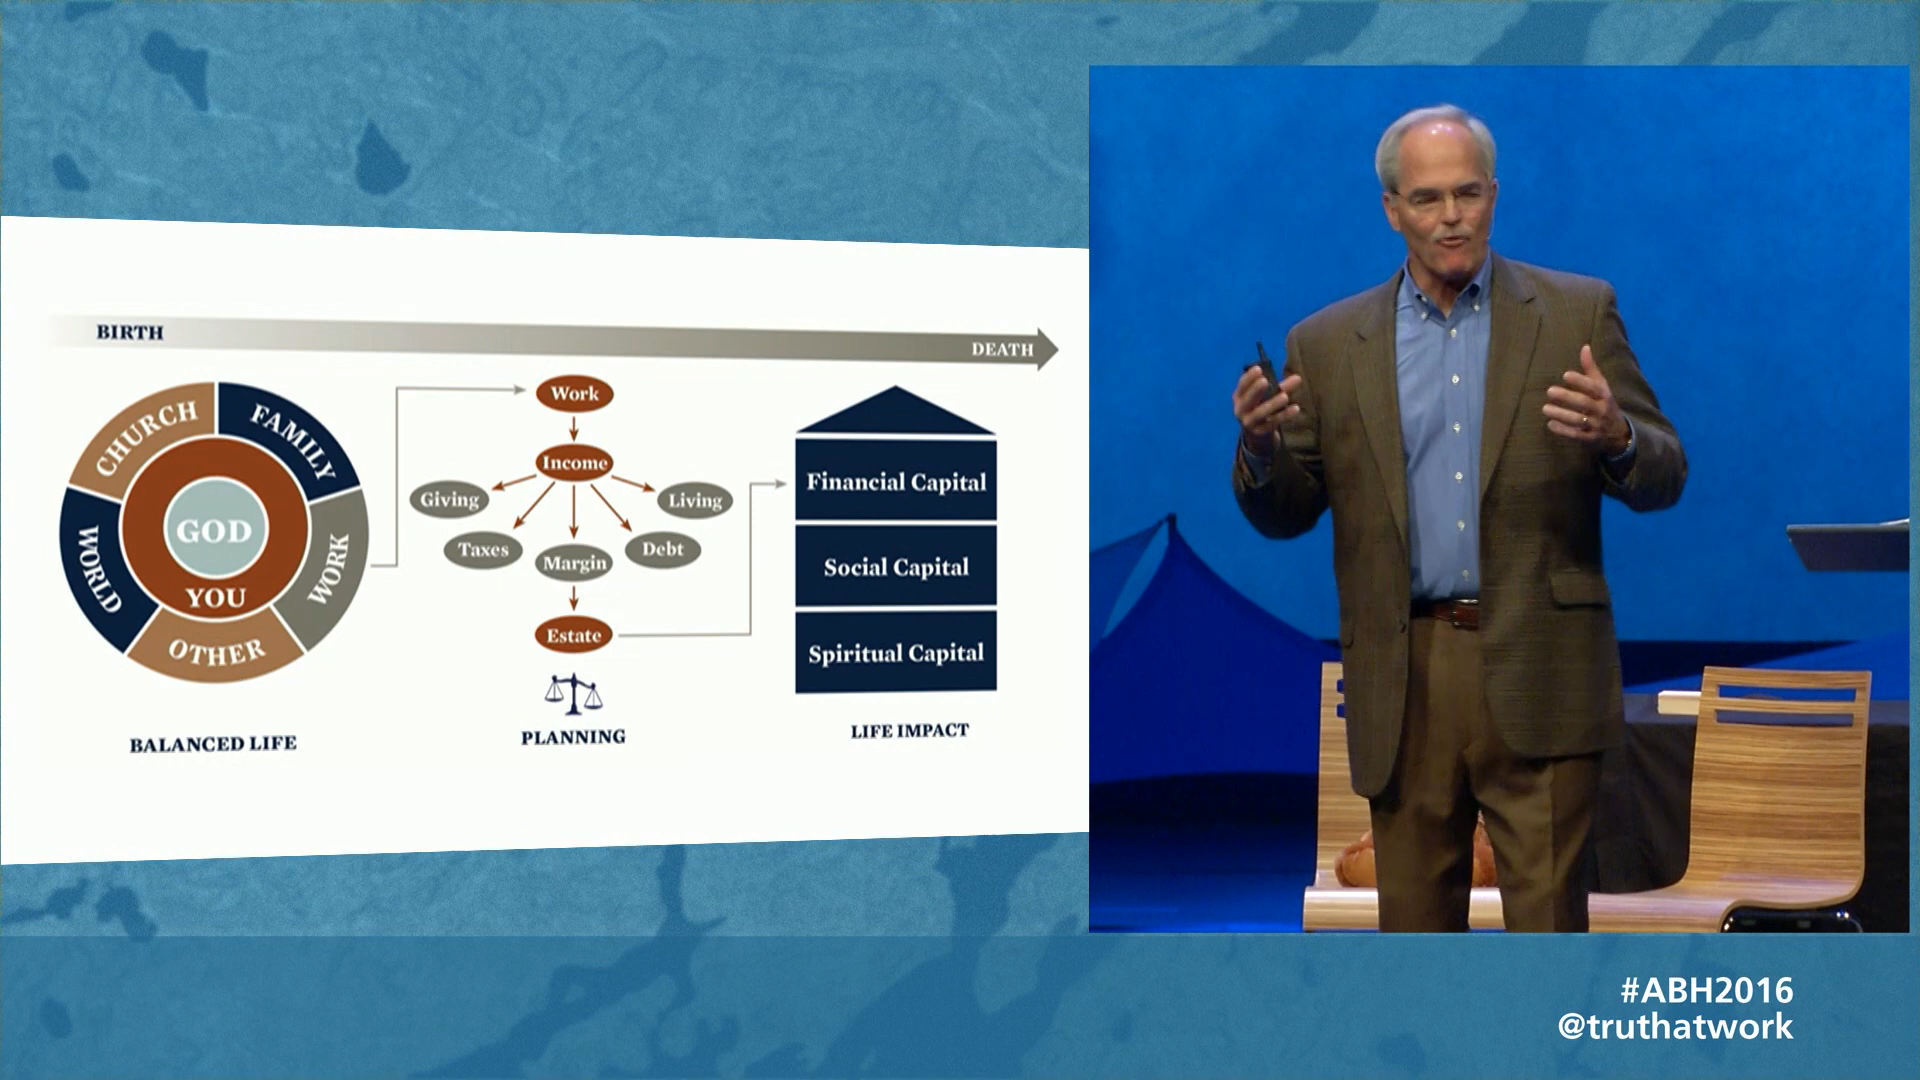 BIRTH
DEATH
CHURCH
FAMILY
WORLD
WORK
OTHER
GOD
YOU
BALANCED LIFE
Work
Income
Giving
Living
Taxes
Margin
Debt
Estate
PLANNING
Financial Capital
Social Capital
Spiritual Capital
LIFE IMPACT
#ABH2016
@truthatwork